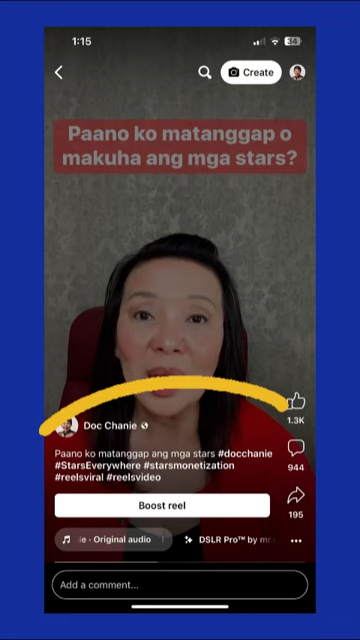 1:15
34
Create
Paano ko matanggap o
makuha ang mga stars?
Doc Chanie
1.3K
Paano ko matanggap ang mga stars #docchanie
#StarsEverywhere #starsmonetization
#reelsviral #reelsvideo
944
195
Boost reel
· Original audio
DSLR Pro™ by
Add a comment...